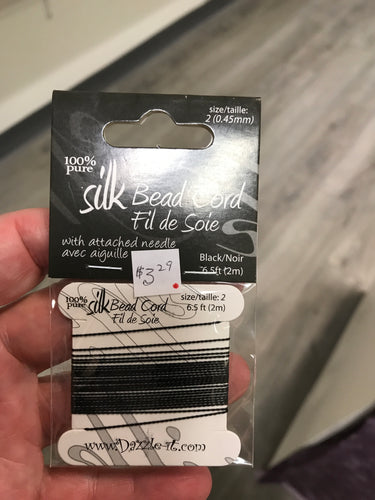 size/taille:
2 (0.45mm)
100%
pure
silk Bead Cord
Fil de Soie
with attached needle
avec aiguille
Black/Noir
6.5ft (2m)
$3.29
100%
pure
silk Bead Cord
Fil de Soie
size/taille: 2
6.5 ft (2m)
www.Dazzle-it.com